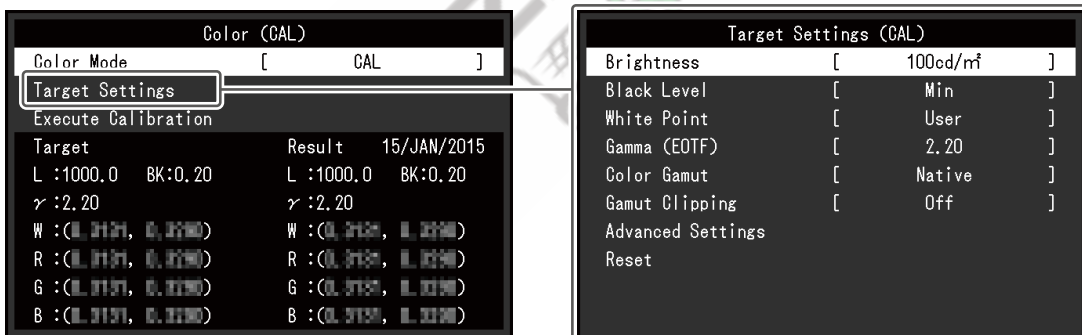 Color (CAL)
Color Mode [ CAL ]
Target Settings
Execute Calibration
Target Result 15/JAN/2015
L :1000.0 BK:0.20 L :1000.0 BK:0.20
γ :2.20 γ :2.20
W :( , ) W :( , )
R :( , ) R :( , )
G :( , ) G :( , )
B :( , ) B :( , )
Target Settings (CAL)
Brightness [ 100cd/㎡ ]
Black Level [ Min ]
White Point [ User ]
Gamma (EOTF) [ 2.20 ]
Color Gamut [ Native ]
Gamut Clipping [ Off ]
Advanced Settings
Reset